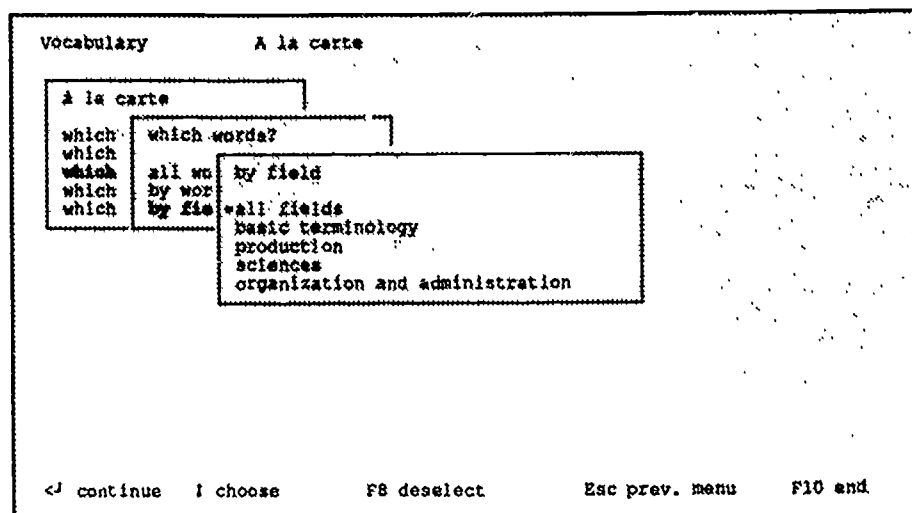 Vocabulary A la carte
A la carte
which which words?
which
which all wo by field
which by wor
which by fie *all fields
basic terminology
production
sciences
organization and administration
<┘ continue ↕ choose F8 deselect Esc prev. menu F10 end